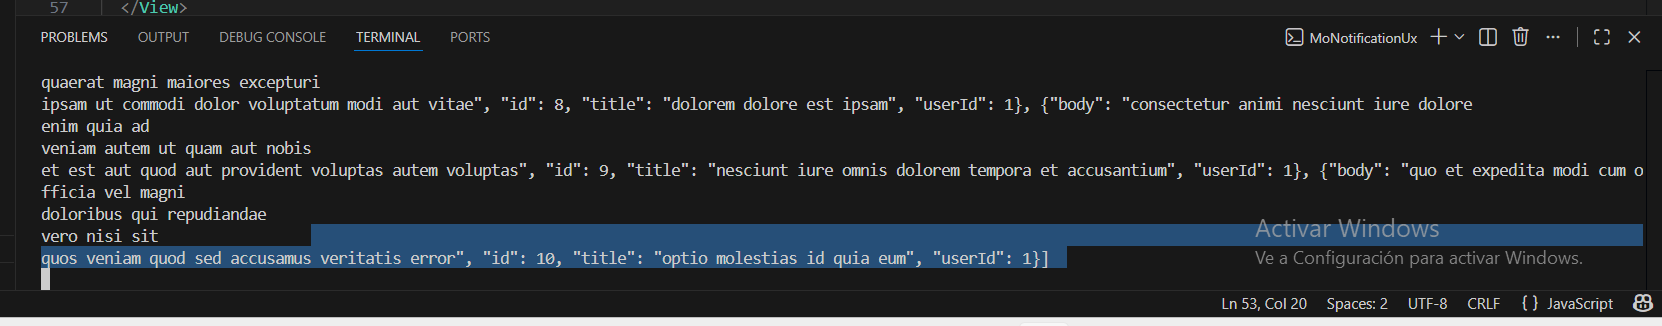 57 </View>
PROBLEMS OUTPUT DEBUG CONSOLE TERMINAL PORTS MoNotificationUx
quaerat magni maiores excepturi
ipsam ut commodi dolor voluptatum modi aut vitae", "id": 8, "title": "dolorem dolore est ipsam", "userId": 1}, {"body": "consectetur animi nesciunt iure dolore
enim quia ad
veniam autem ut quam aut nobis
et est aut quod aut provident voluptas autem voluptas", "id": 9, "title": "nesciunt iure omnis dolorem tempora et accusantium", "userId": 1}, {"body": "quo et expedita modi cum o
fficia vel magni
doloribus qui repudiandae
vero nisi sit
quos veniam quod sed accusamus veritatis error", "id": 10, "title": "optio molestias id quia eum", "userId": 1}]
Activar Windows
Ve a Configuración para activar Windows.
Ln 53, Col 20 Spaces: 2 UTF-8 CRLF {} JavaScript